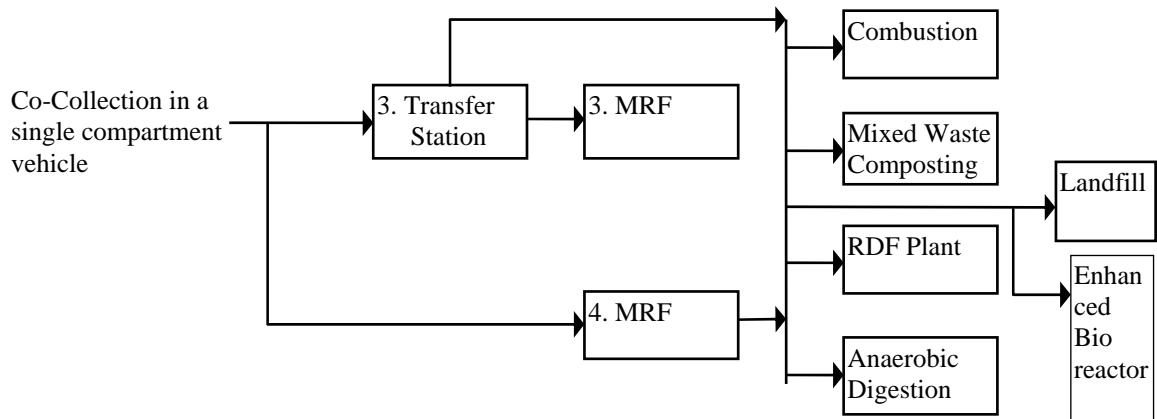 Co-Collection in a
single compartment
vehicle
3. Transfer
Station
3. MRF
4. MRF
Combustion
Mixed Waste
Composting
RDF Plant
Anaerobic
Digestion
Landfill
Enhan
ced
Bio
reactor